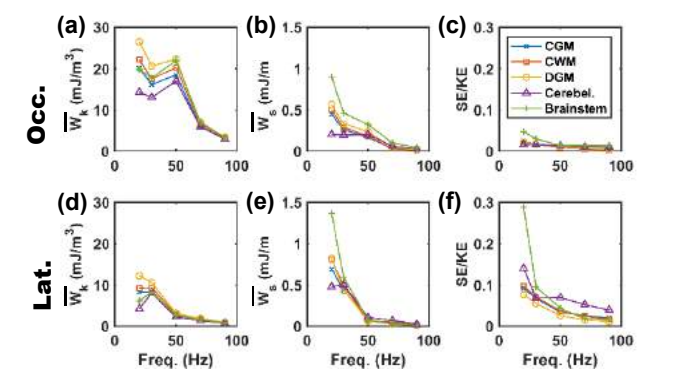 (a) (b) (c)
Occ.
W̅k (mJ/m³)
30
20
10
0
0 50 100
W̅s (mJ/m
1.5
1
0.5
0
0 50 100
SE/KE
0.3
0.2
0.1
0
0 50 100
CGM
CWM
DGM
Cerebel.
Brainstem
(d) (e) (f)
Lat.
W̅k (mJ/m³)
30
20
10
0
0 50 100
Freq. (Hz)
W̅s (mJ/m
1.5
1
0.5
0
0 50 100
Freq. (Hz)
SE/KE
0.3
0.2
0.1
0
0 50 100
Freq. (Hz)